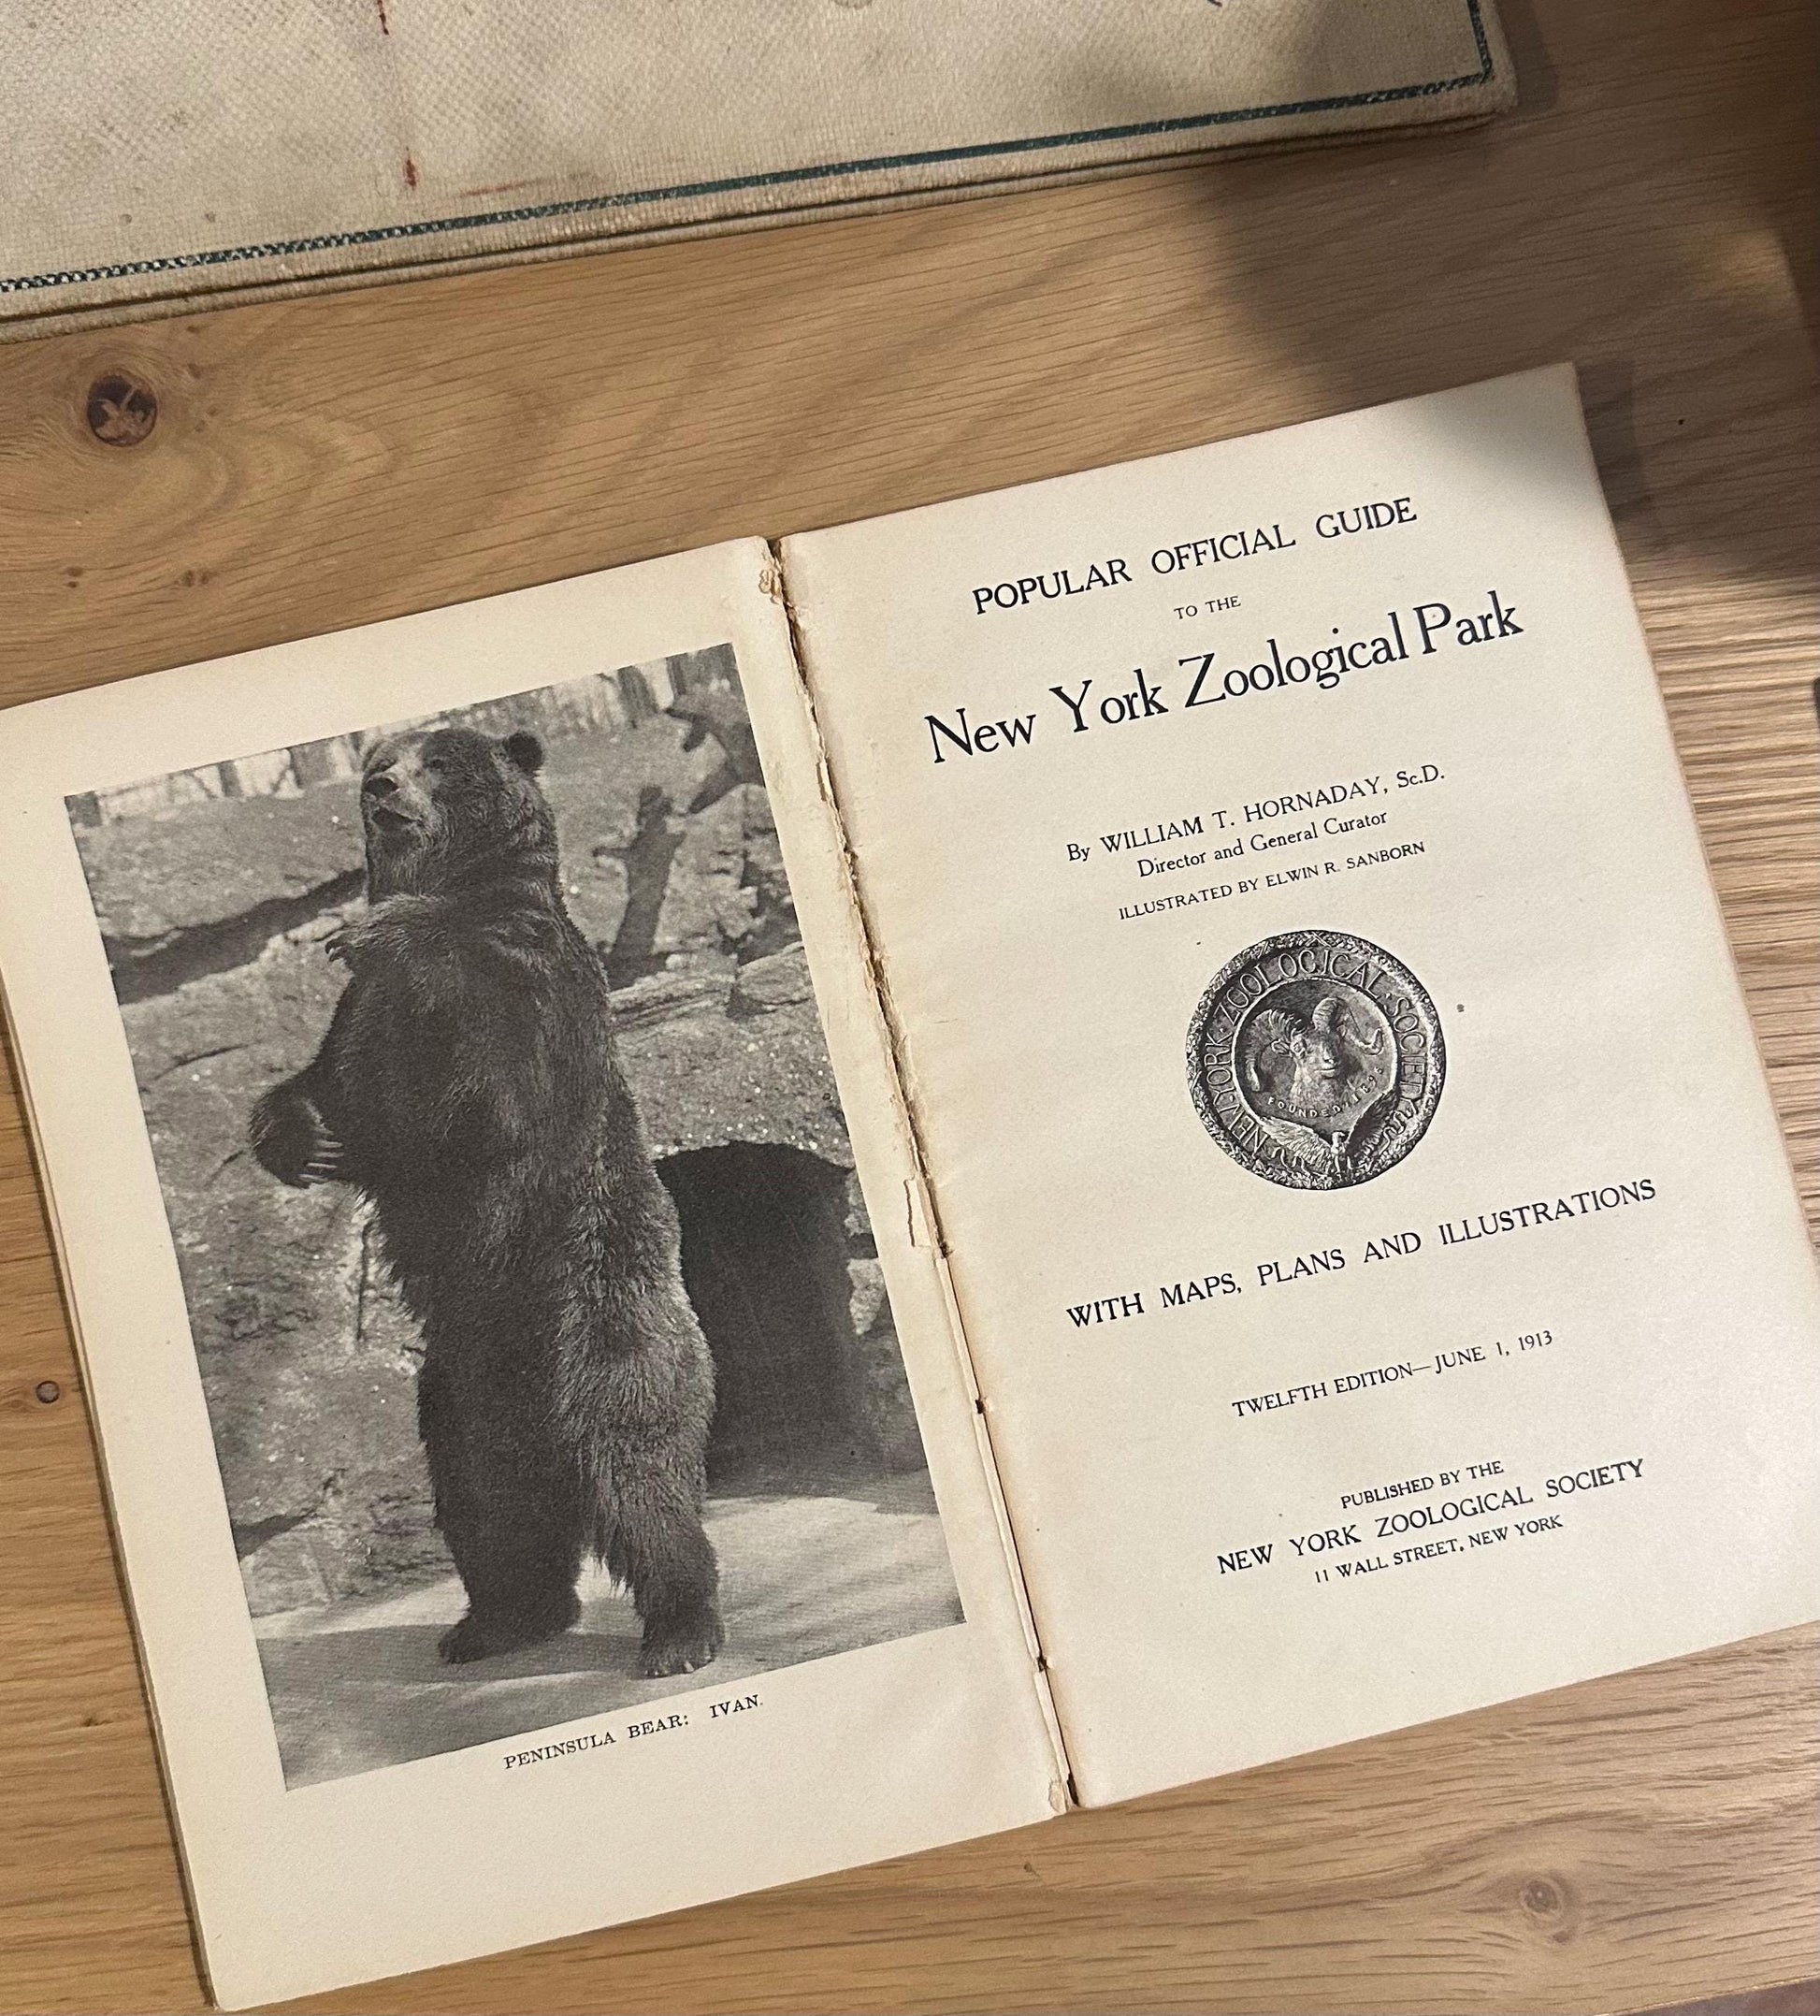 PENINSULA BEAR: IVAN.
POPULAR OFFICIAL GUIDE
TO THE
New York Zoological Park
By WILLIAM T. HORNADAY, Sc.D.
Director and General Curator
ILLUSTRATED BY ELWIN R. SANBORN
NEW·YORK·ZOOLOGICAL·SOCIETY
FOUNDED 1895
WITH MAPS, PLANS AND ILLUSTRATIONS
TWELFTH EDITION—JUNE 1, 1913
PUBLISHED BY THE
NEW YORK ZOOLOGICAL SOCIETY
11 WALL STREET, NEW YORK